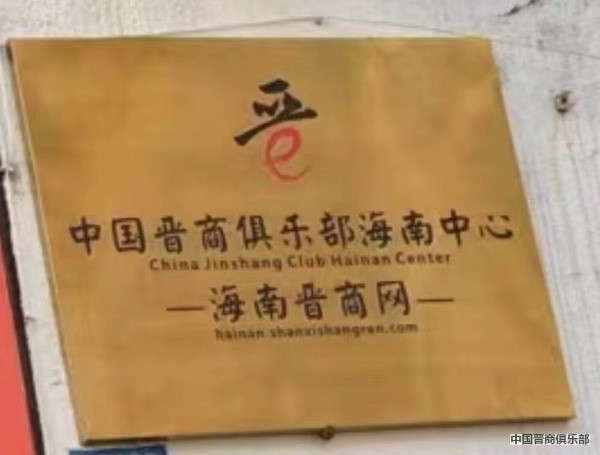 晋
中国晋商俱乐部海南中心
China Jinshang Club Hainan Center
—海南晋商网—
hainan.shanxishangren.com
中国晋商俱乐部